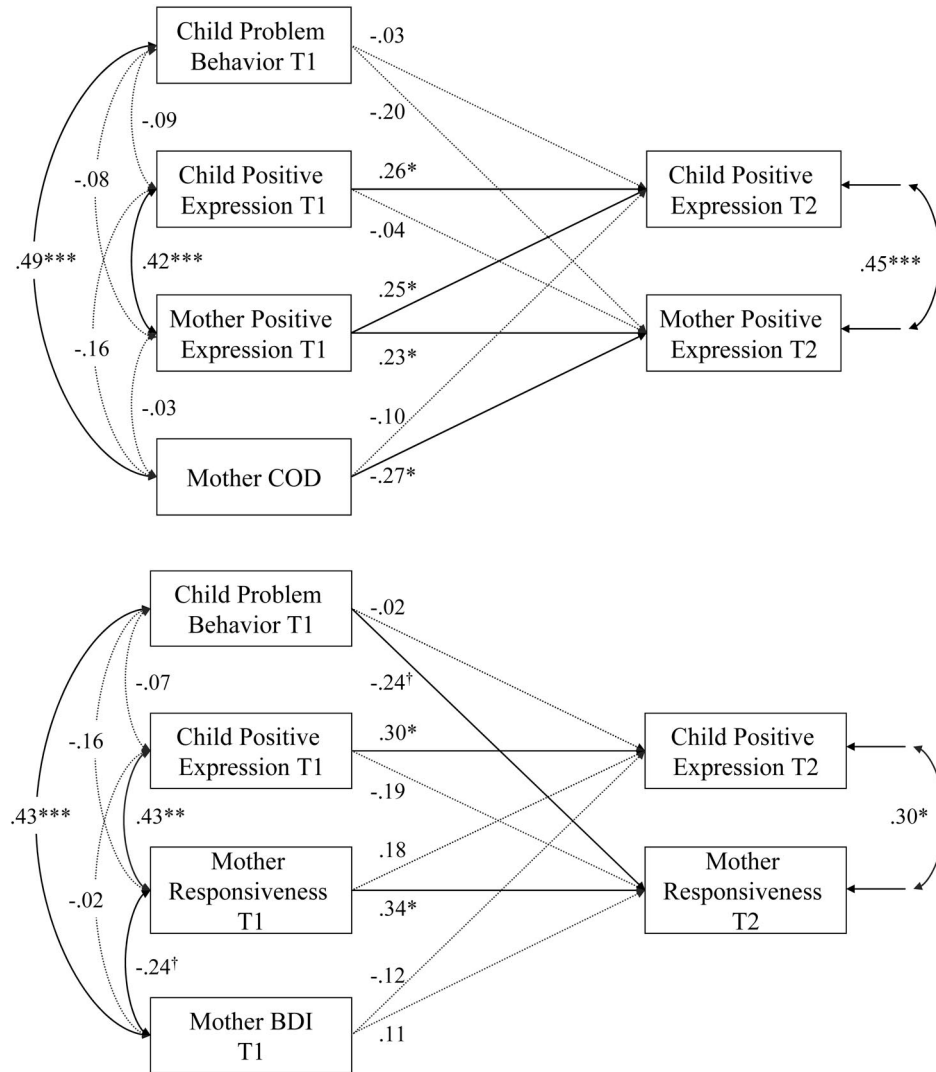 Child Problem
Behavior T1
-.03
-.09
-.20
-.08
Child Positive
Expression T1
.26*
Child Positive
Expression T2
-.04
.49***
.42***
.45***
.25*
Mother Positive
Expression T1
Mother Positive
Expression T2
-.16
.23*
-.03
-.10
Mother COD
-.27*
Child Problem
Behavior T1
-.02
-.07
-.24†
-.16
Child Positive
Expression T1
.30*
Child Positive
Expression T2
-.19
.43***
.43**
.30*
.18
Mother
Responsiveness
T1
Mother
Responsiveness
T2
-.02
.34*
-.24†
-.12
Mother BDI
T1
.11